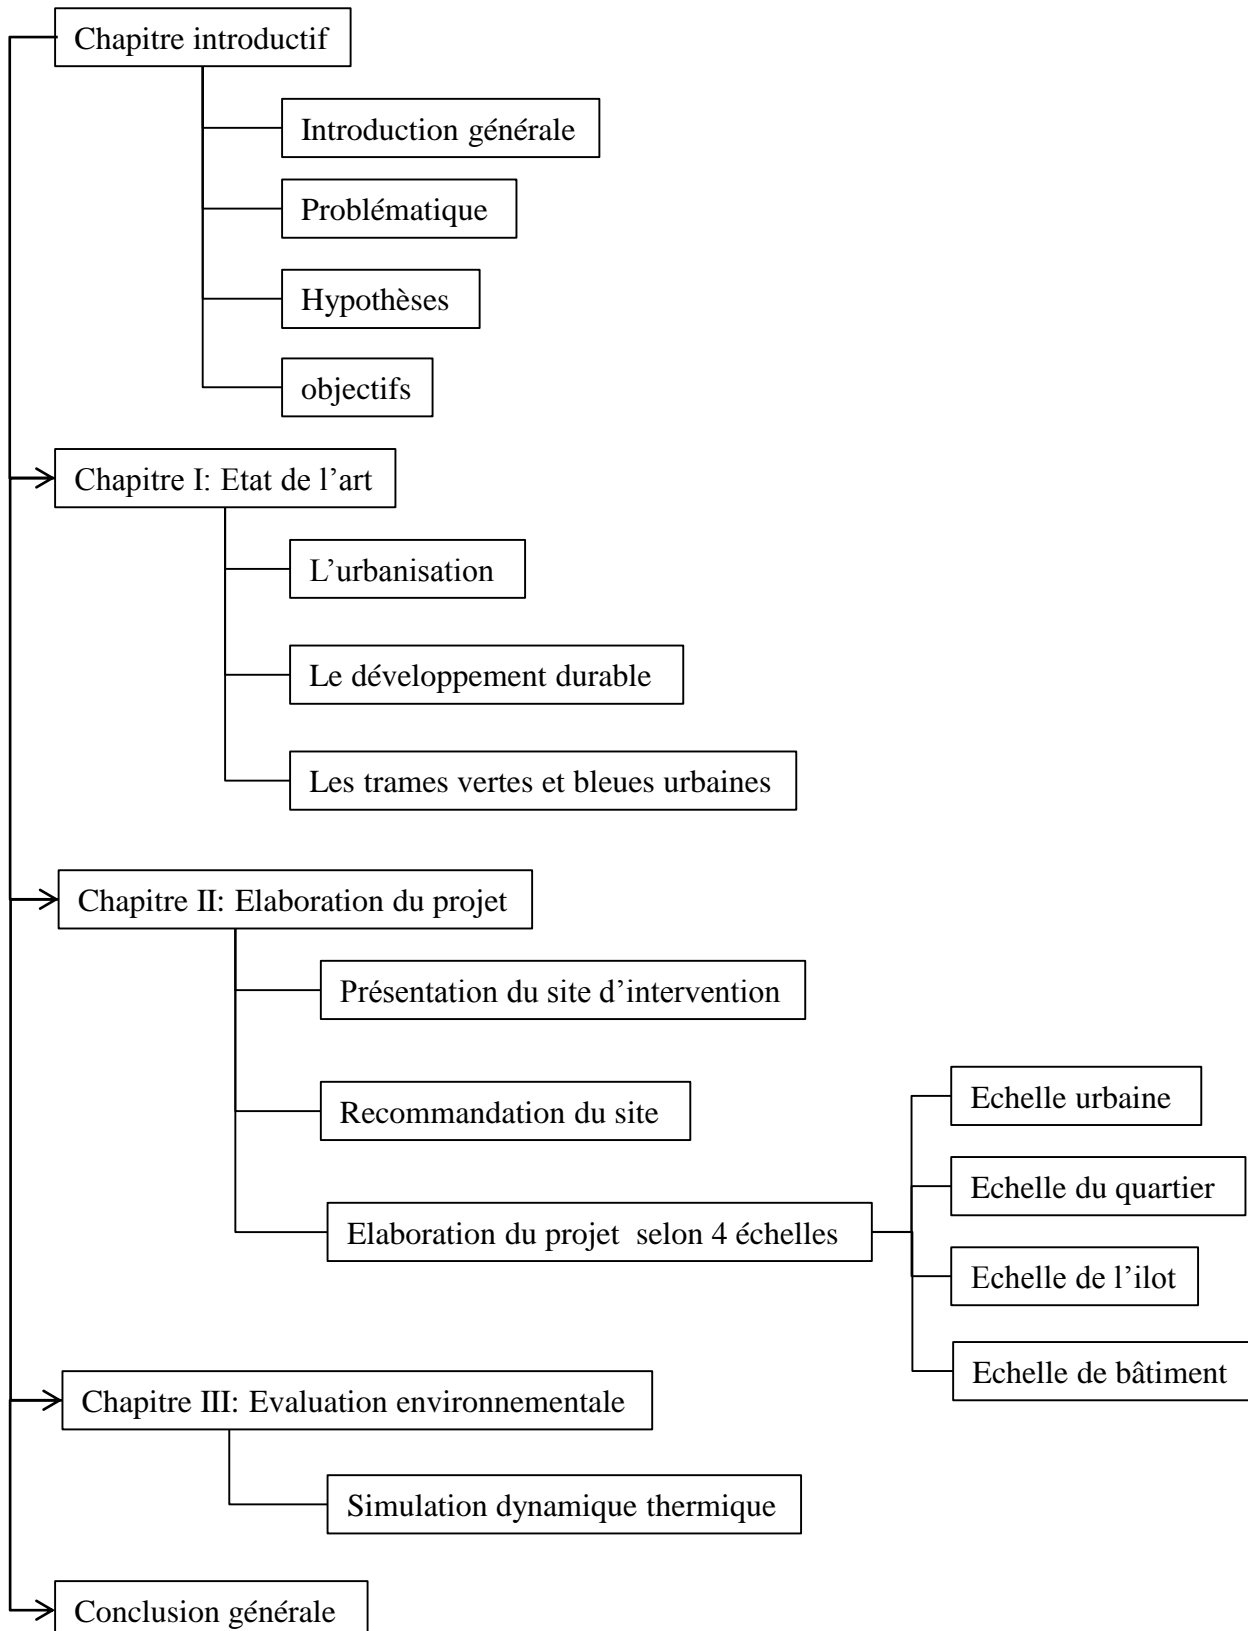 Chapitre introductif
Introduction générale
Problématique
Hypothèses
objectifs
Chapitre I: Etat de l’art
L’urbanisation
Le développement durable
Les trames vertes et bleues urbaines
Chapitre II: Elaboration du projet
Présentation du site d’intervention
Recommandation du site
Elaboration du projet  selon 4 échelles
Echelle urbaine
Echelle du quartier
Echelle de l’ilot
Echelle de bâtiment
Chapitre III: Evaluation environnementale
Simulation dynamique thermique
Conclusion générale